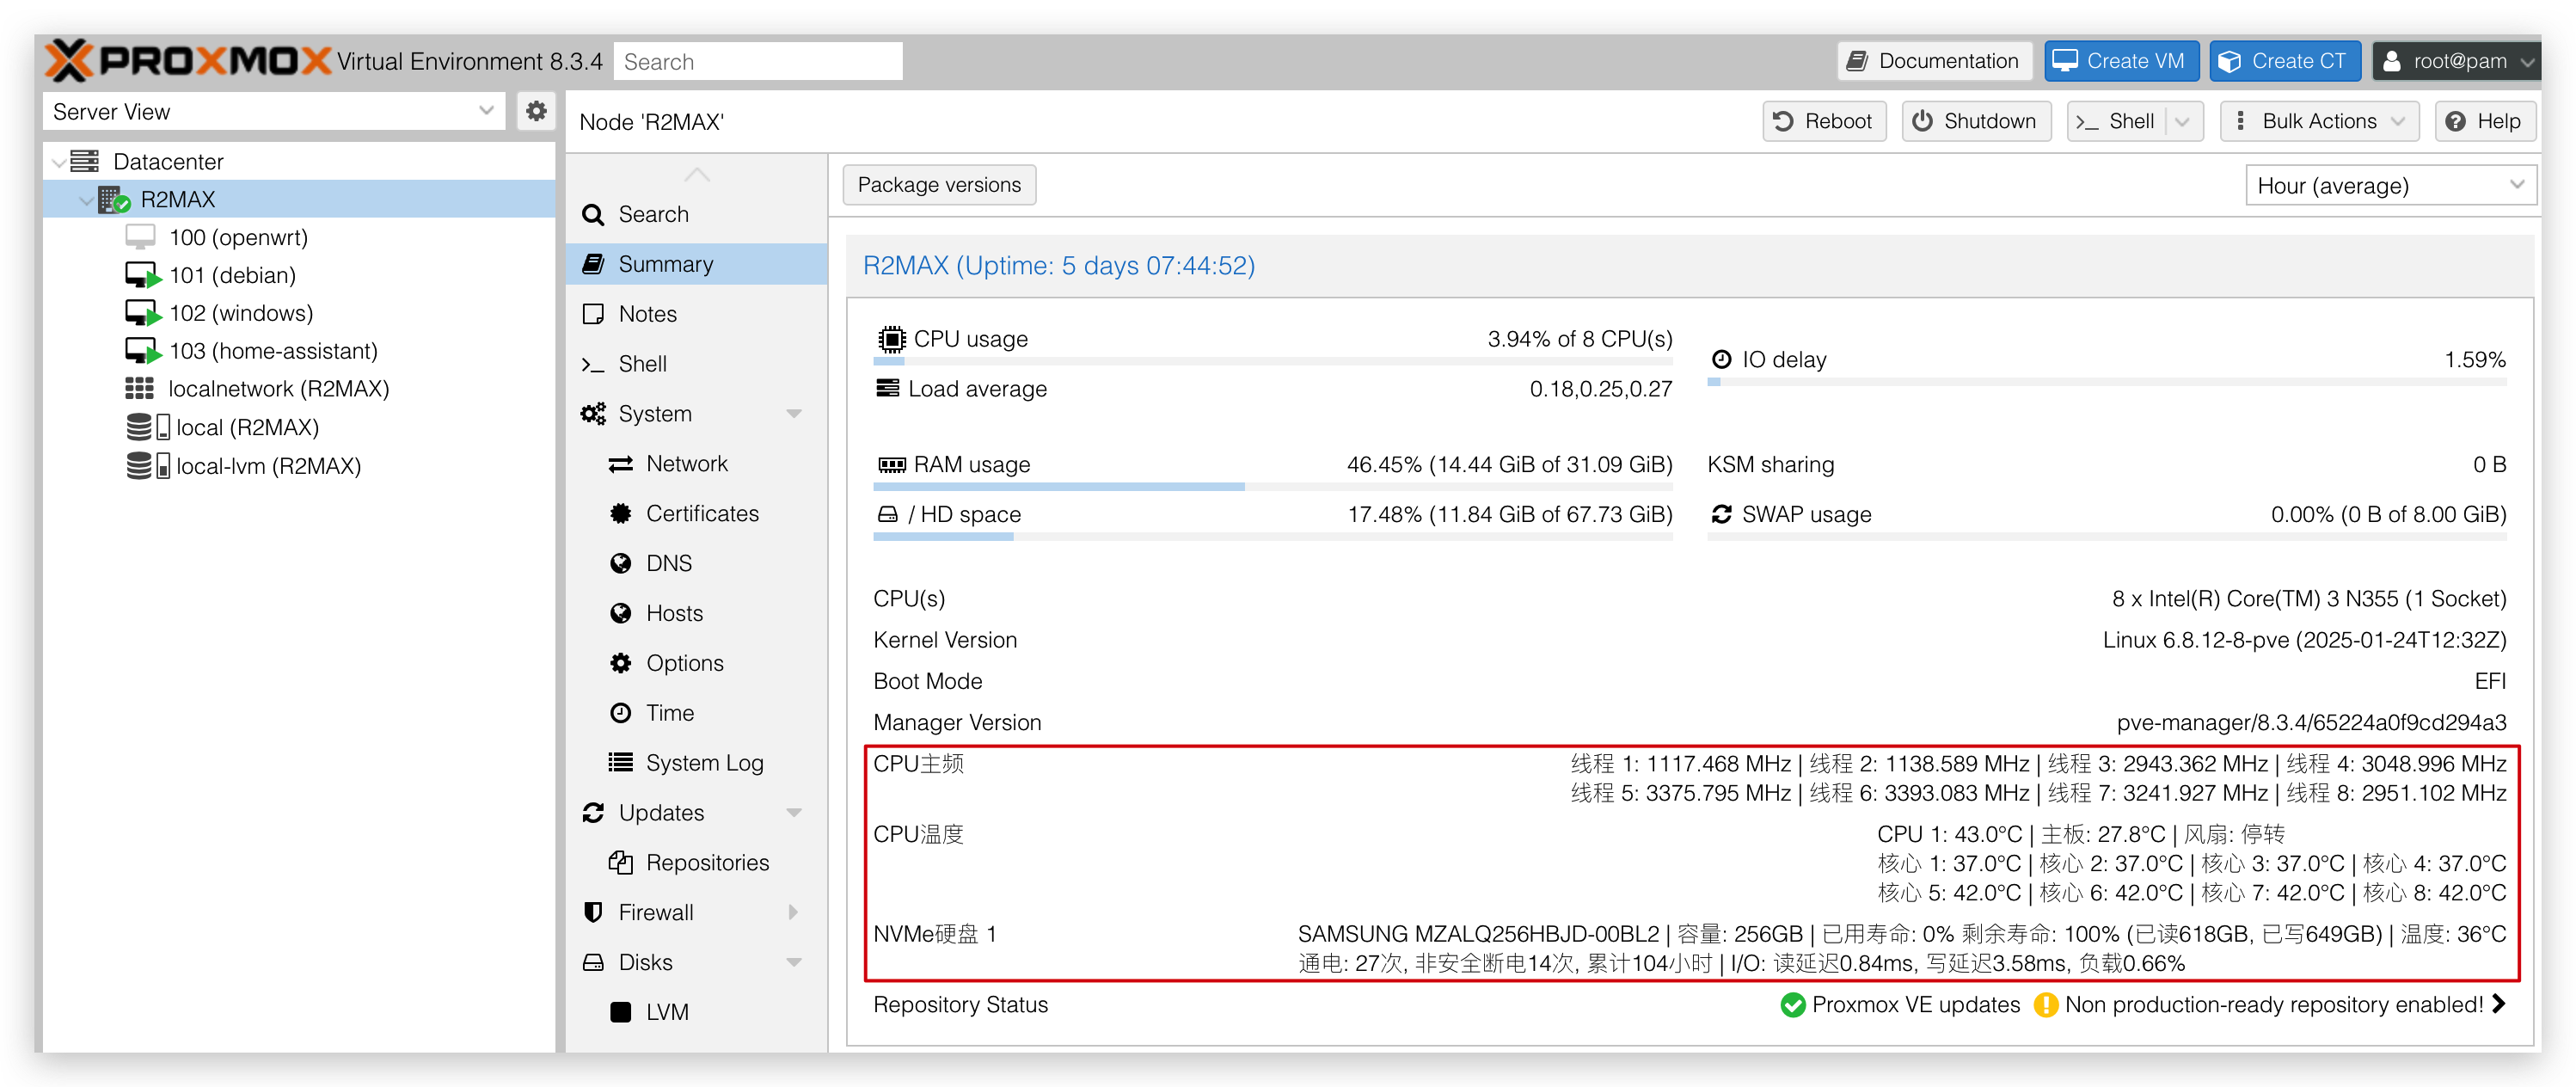 PROXMOX Virtual Environment 8.3.4 Search Documentation Create VM Create CT root@pam
Server View
Datacenter
R2MAX
100 (openwrt)
101 (debian)
102 (windows)
103 (home-assistant)
localnetwork (R2MAX)
local (R2MAX)
local-lvm (R2MAX)
Node 'R2MAX' Reboot Shutdown Shell Bulk Actions Help
Search
Summary
Notes
Shell
System
Network
Certificates
DNS
Hosts
Options
Time
System Log
Updates
Repositories
Firewall
Disks
LVM
Package versions Hour (average)
R2MAX (Uptime: 5 days 07:44:52)
CPU usage 3.94% of 8 CPU(s)
IO delay 1.59%
Load average 0.18,0.25,0.27
RAM usage 46.45% (14.44 GiB of 31.09 GiB)
KSM sharing 0 B
/ HD space 17.48% (11.84 GiB of 67.73 GiB)
SWAP usage 0.00% (0 B of 8.00 GiB)
CPU(s) 8 x Intel(R) Core(TM) 3 N355 (1 Socket)
Kernel Version Linux 6.8.12-8-pve (2025-01-24T12:32Z)
Boot Mode EFI
Manager Version pve-manager/8.3.4/65224a0f9cd294a3
CPU主频 线程 1: 1117.468 MHz | 线程 2: 1138.589 MHz | 线程 3: 2943.362 MHz | 线程 4: 3048.996 MHz
线程 5: 3375.795 MHz | 线程 6: 3393.083 MHz | 线程 7: 3241.927 MHz | 线程 8: 2951.102 MHz
CPU温度 CPU 1: 43.0°C | 主板: 27.8°C | 风扇: 停转
核心 1: 37.0°C | 核心 2: 37.0°C | 核心 3: 37.0°C | 核心 4: 37.0°C
核心 5: 42.0°C | 核心 6: 42.0°C | 核心 7: 42.0°C | 核心 8: 42.0°C
NVMe硬盘 1 SAMSUNG MZALQ256HBJD-00BL2 | 容量: 256GB | 已用寿命: 0% 剩余寿命: 100% (已读618GB, 已写649GB) | 温度: 36°C
通电: 27次, 非安全断电14次, 累计104小时 | I/O: 读延迟0.84ms, 写延迟3.58ms, 负载0.66%
Repository Status Proxmox VE updates Non production-ready repository enabled!